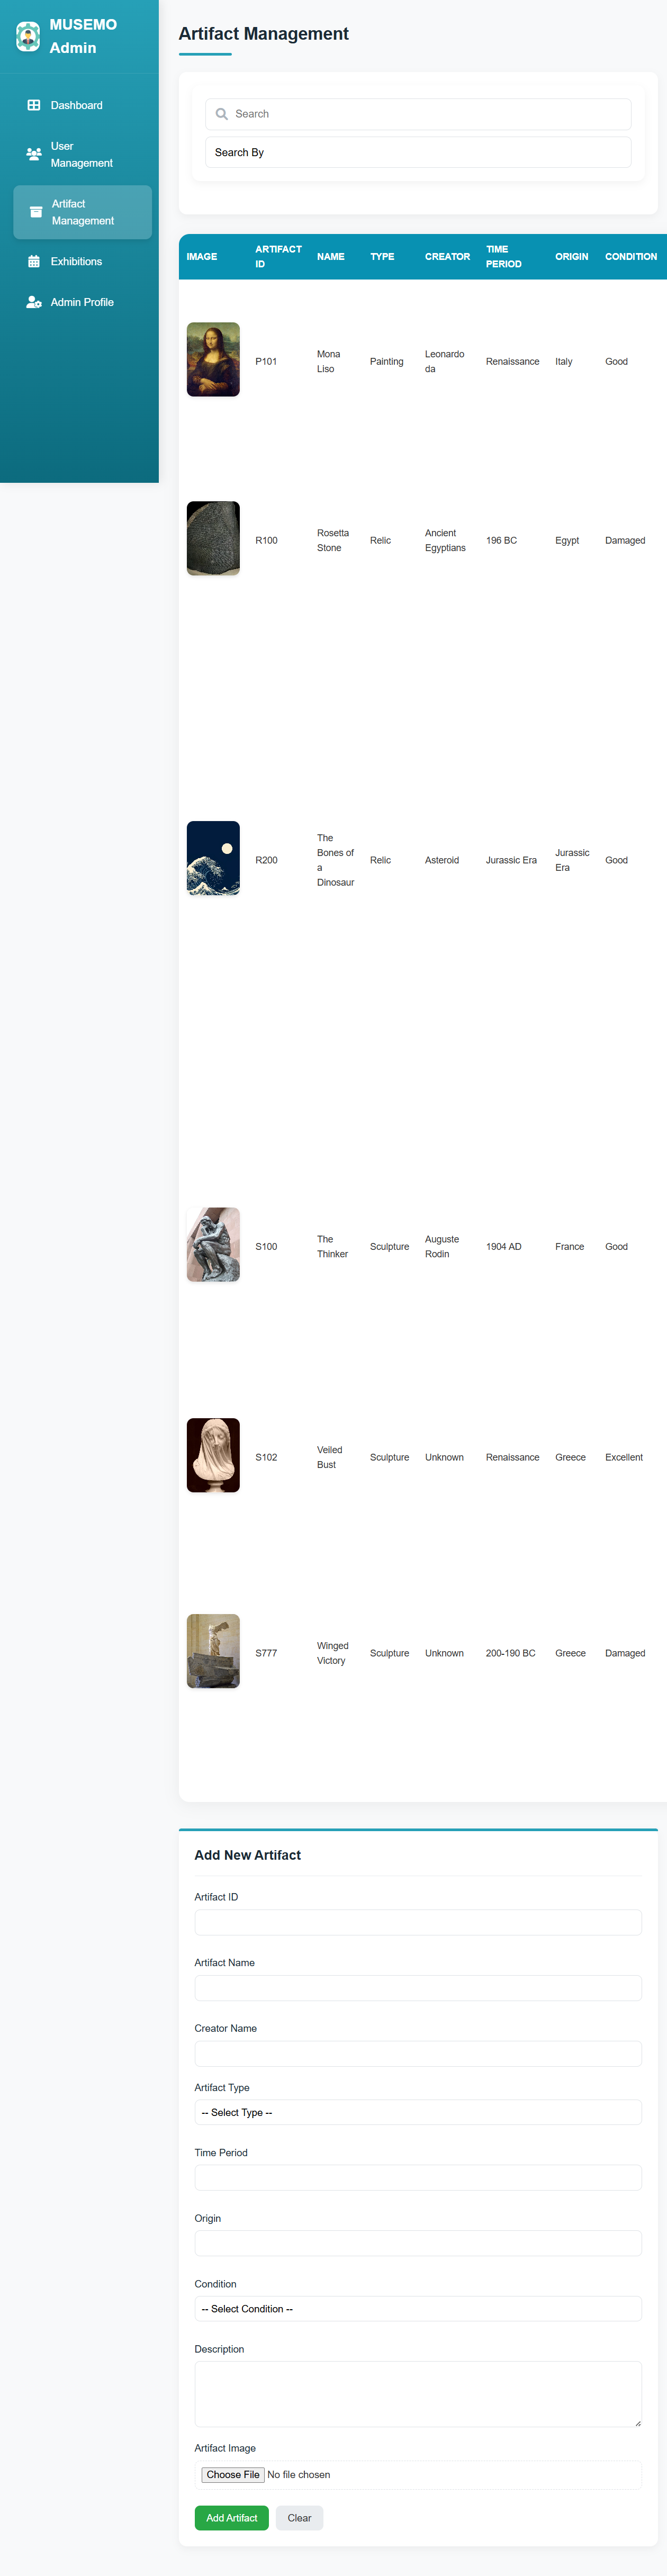 MUSEMO
Admin
Dashboard
User
Management
Artifact
Management
Exhibitions
Admin Profile
Artifact Management
Search
Search By
IMAGE ARTIFACT ID NAME TYPE CREATOR TIME PERIOD ORIGIN CONDITION
P101 Mona Liso Painting Leonardo da Renaissance Italy Good
R100 Rosetta Stone Relic Ancient Egyptians 196 BC Egypt Damaged
R200 The Bones of a Dinosaur Relic Asteroid Jurassic Era Jurassic Era Good
S100 The Thinker Sculpture Auguste Rodin 1904 AD France Good
S102 Veiled Bust Sculpture Unknown Renaissance Greece Excellent
S777 Winged Victory Sculpture Unknown 200-190 BC Greece Damaged
Add New Artifact
Artifact ID
Artifact Name
Creator Name
Artifact Type
-- Select Type --
Time Period
Origin
Condition
-- Select Condition --
Description
Artifact Image
Choose File No file chosen
Add Artifact Clear